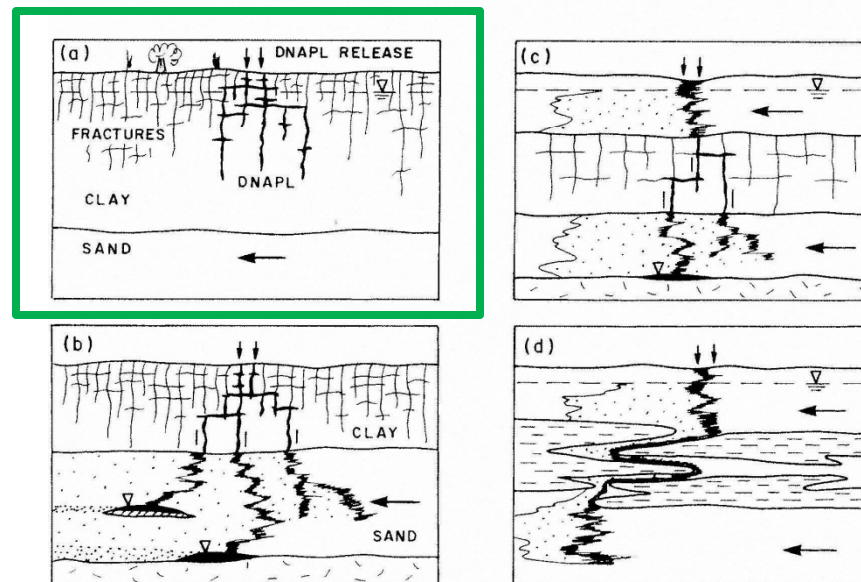 (a)
DNAPL RELEASE
FRACTURES
DNAPL
CLAY
SAND
(b)
CLAY
SAND
(c)
(d)